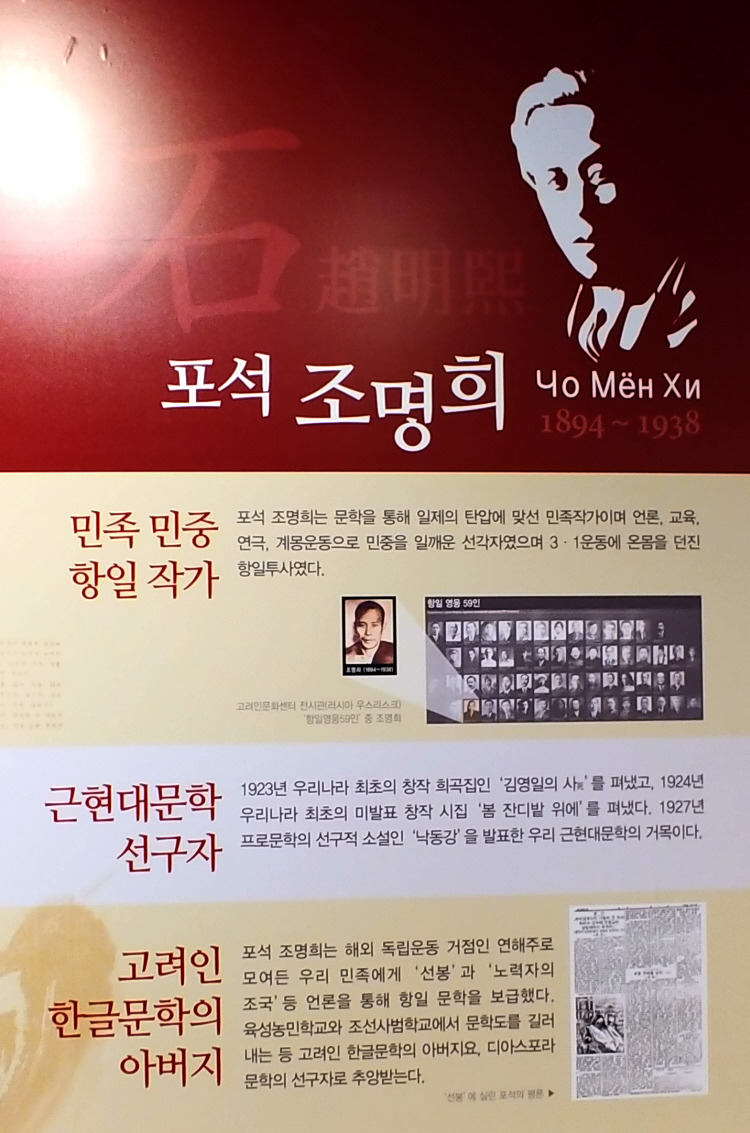 石
趙明熙
포석 조명희 Чо Мён Хи
1894 ~ 1938
민족 민중
항일 작가
포석 조명희는 문학을 통해 일제의 탄압에 맞선 민족작가이며 언론, 교육,
연극, 계몽운동으로 민중을 일깨운 선각자였으며 3 · 1운동에 온몸을 던진
항일투사였다.
항일 영웅 59인
조명희 (1894~1938)
고려인문화센터 전시관(러시아 우스리스크)
'항일영웅59인' 중 조명희
근현대문학
선구자
1923년 우리나라 최초의 창작 희곡집인 '김영일의 사死'를 펴냈고, 1924년
우리나라 최초의 미발표 창작 시집 '봄 잔디밭 위에'를 펴냈다. 1927년
프로문학의 선구적 소설인 '낙동강'을 발표한 우리 근현대문학의 거목이다.
고려인
한글문학의
아버지
포석 조명희는 해외 독립운동 거점인 연해주로
모여든 우리 민족에게 '선봉'과 '노력자의
조국' 등 언론을 통해 항일 문학을 보급했다.
육성농민학교와 조선사범학교에서 문학도를 길러
내는 등 고려인 한글문학의 아버지요, 디아스포라
문학의 선구자로 추앙받는다.
'선봉'에 실린 포석의 평론 ▶